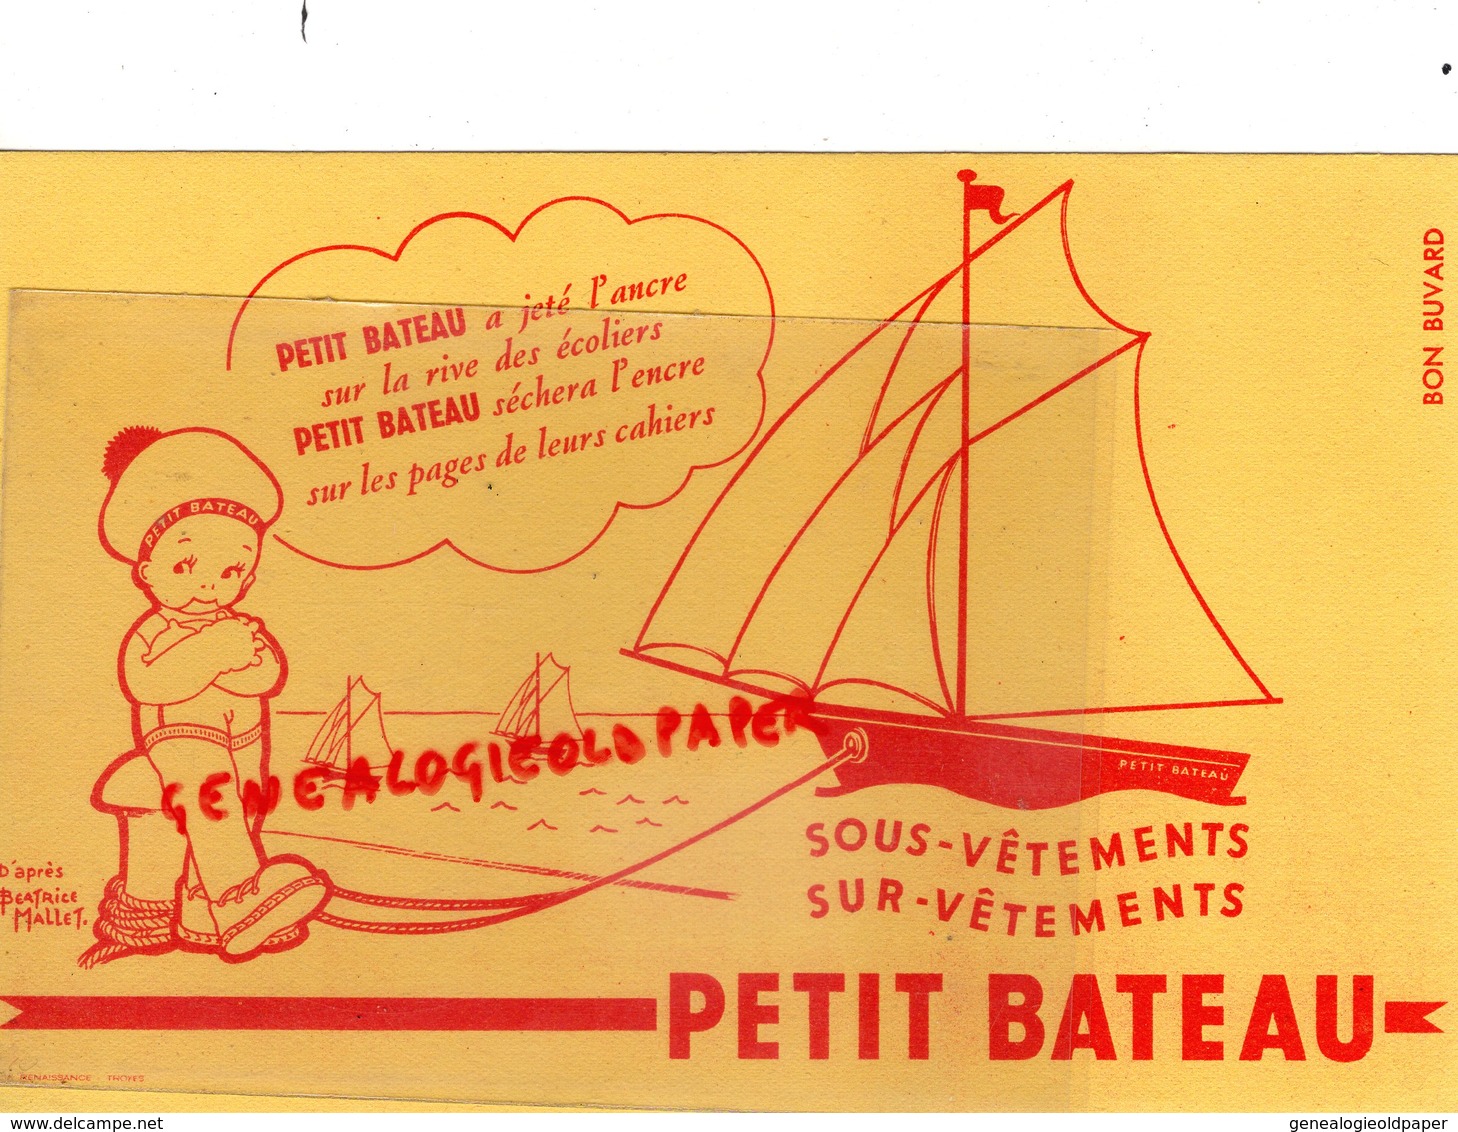 BON BUVARD
PETIT BATEAU a jeté l'ancre
sur la rive des écoliers
PETIT BATEAU séchera l'encre
sur les pages de leurs cahiers
PETIT BATEAU
GENEALOGIEOLDPAPER
PETIT BATEAU
SOUS-VÊTEMENTS
SUR-VÊTEMENTS
D'après
BEATRICE
MALLET.
PETIT BATEAU
RENAISSANCE - TROYES
delcampe.net
genealogieoldpaper